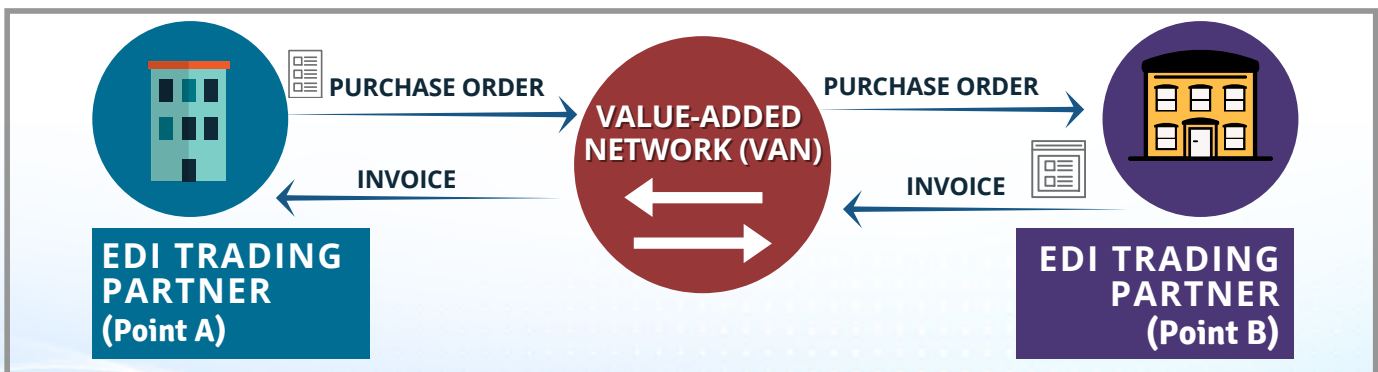 PURCHASE ORDER
PURCHASE ORDER
VALUE-ADDED
NETWORK (VAN)
INVOICE
INVOICE
EDI TRADING
PARTNER
(Point A)
EDI TRADING
PARTNER
(Point B)